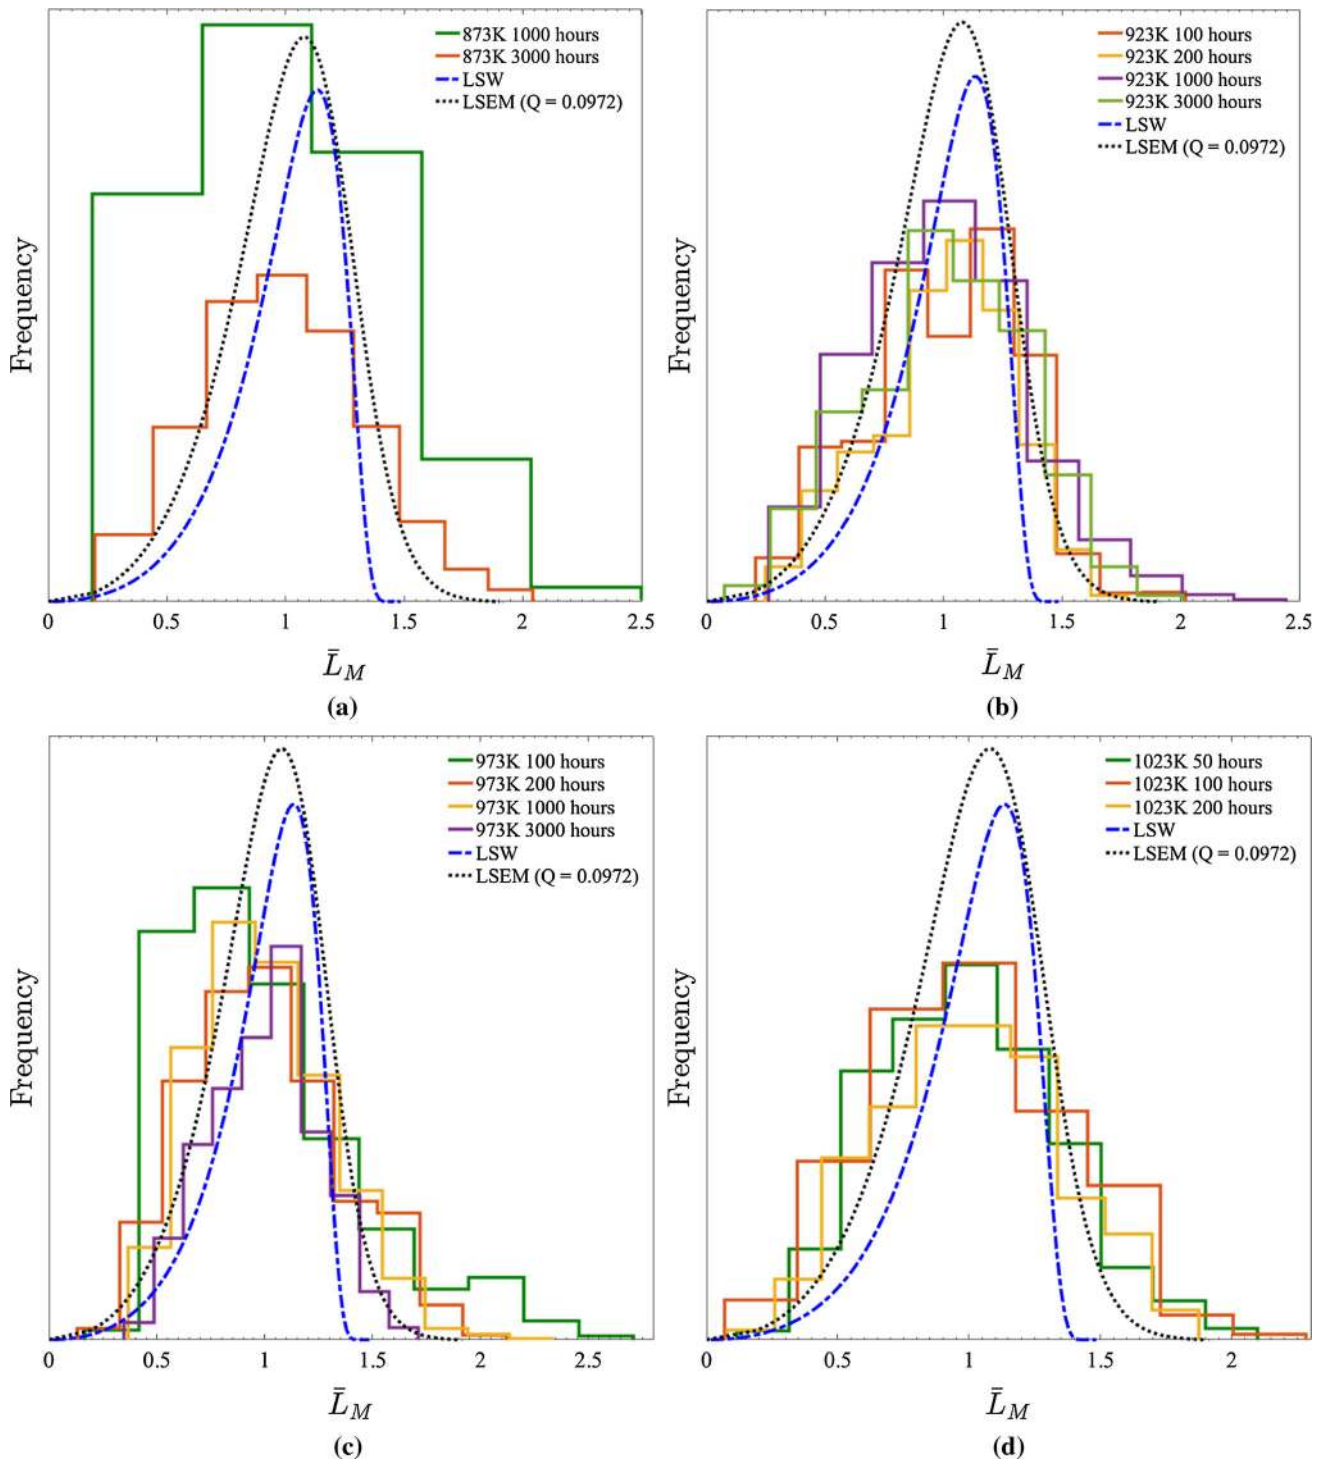 873K 1000 hours
873K 3000 hours
LSW
LSEM (Q = 0.0972)
Frequency
0 0.5 1 1.5 2 2.5
L̄_M
(a)
923K 100 hours
923K 200 hours
923K 1000 hours
923K 3000 hours
LSW
LSEM (Q = 0.0972)
Frequency
0 0.5 1 1.5 2 2.5
L̄_M
(b)
973K 100 hours
973K 200 hours
973K 1000 hours
973K 3000 hours
LSW
LSEM (Q = 0.0972)
Frequency
0 0.5 1 1.5 2 2.5
L̄_M
(c)
1023K 50 hours
1023K 100 hours
1023K 200 hours
LSW
LSEM (Q = 0.0972)
Frequency
0 0.5 1 1.5 2
L̄_M
(d)